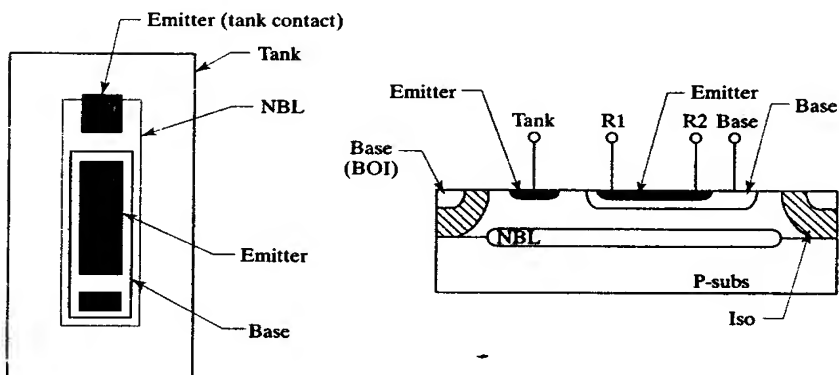 Emitter (tank contact)
Tank
NBL
Emitter
Base
Emitter
Emitter
Base
Tank
R1
R2
Base
Base
(BOI)
NBL
P-subs
Iso